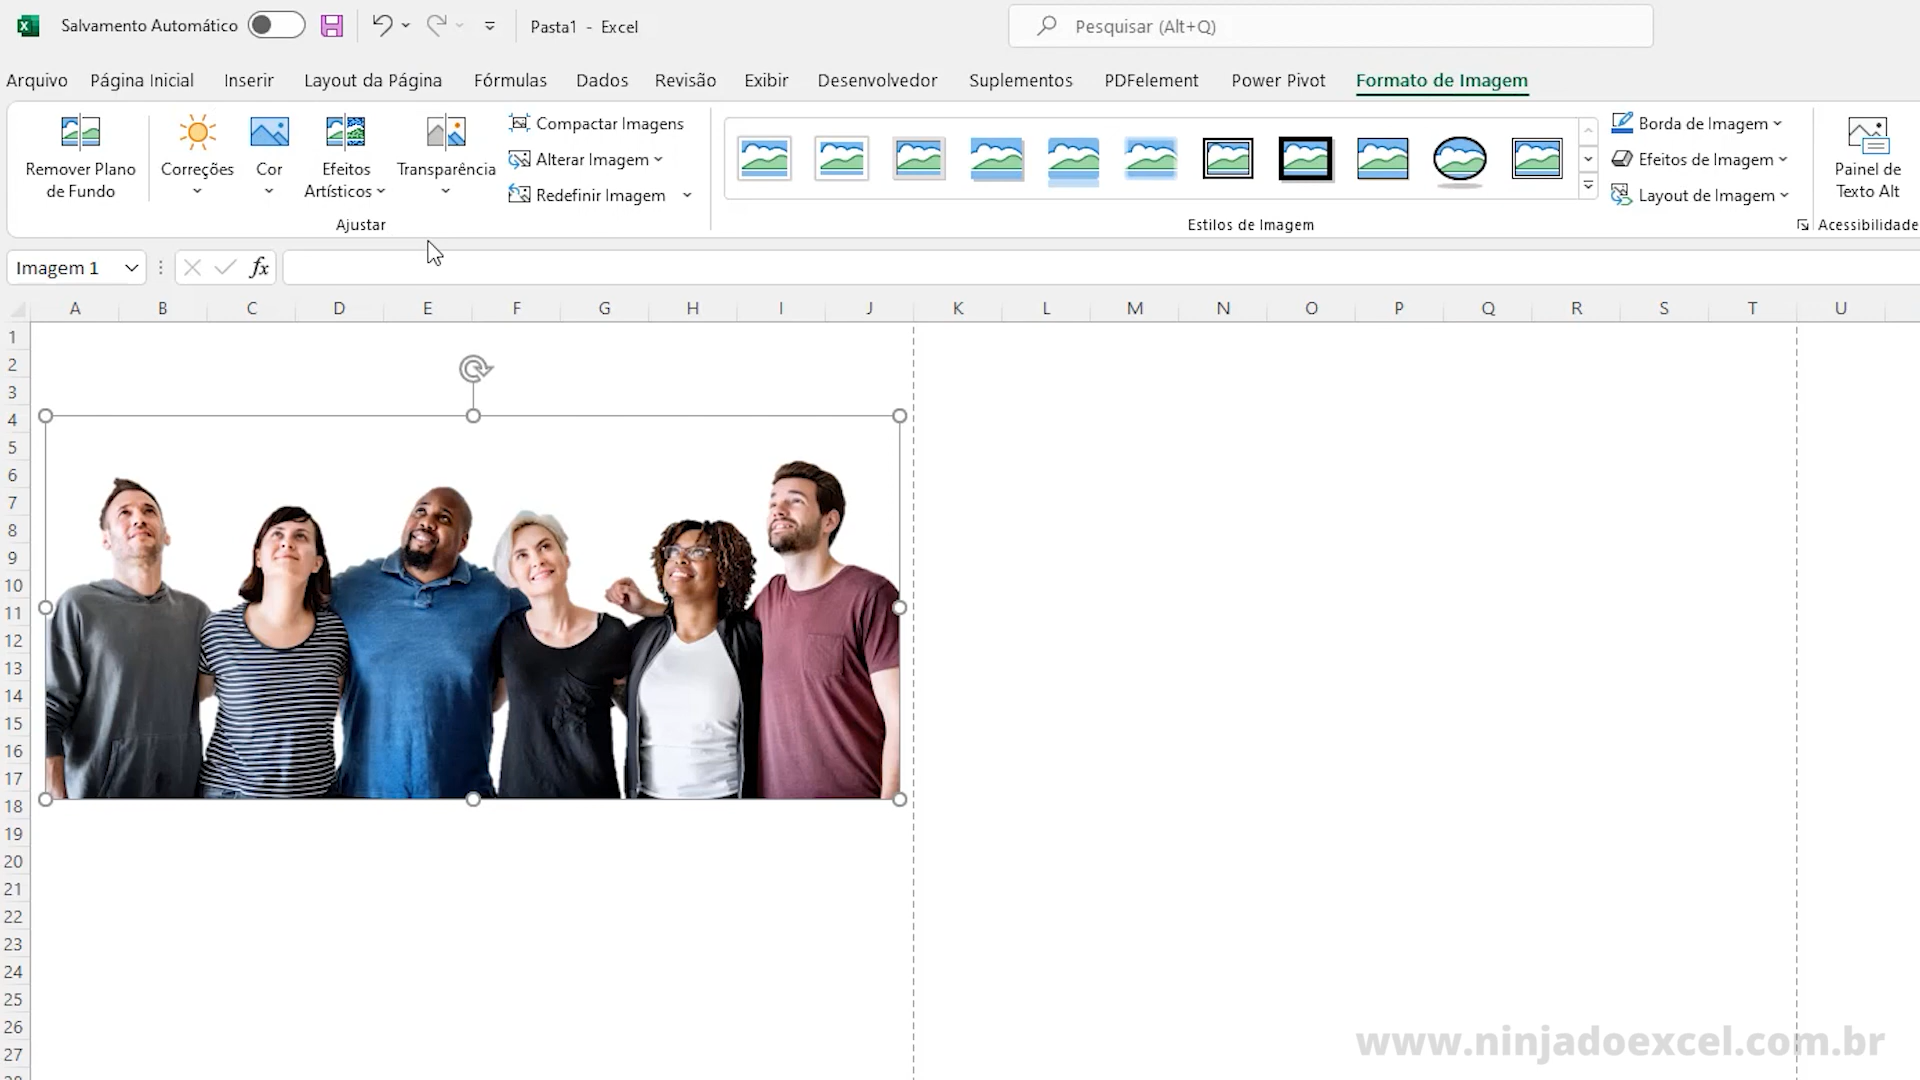 Salvamento Automático
Pasta1 - Excel
Pesquisar (Alt+Q)
Arquivo Página Inicial Inserir Layout da Página Fórmulas Dados Revisão Exibir Desenvolvedor Suplementos PDFelement Power Pivot Formato de Imagem
Remover Plano de Fundo
Correções
Cor
Efeitos Artísticos
Transparência
Compactar Imagens
Alterar Imagem
Redefinir Imagem
Ajustar
Estilos de Imagem
Borda de Imagem
Efeitos de Imagem
Layout de Imagem
Painel de Texto Alt
Acessibilidade
Imagem 1
fx
A B C D E F G H I J K L M N O P Q R S T U
1
2
3
4
5
6
7
8
9
10
11
12
13
14
15
16
17
18
19
20
21
22
23
24
25
26
27
www.ninjadoexcel.com.br